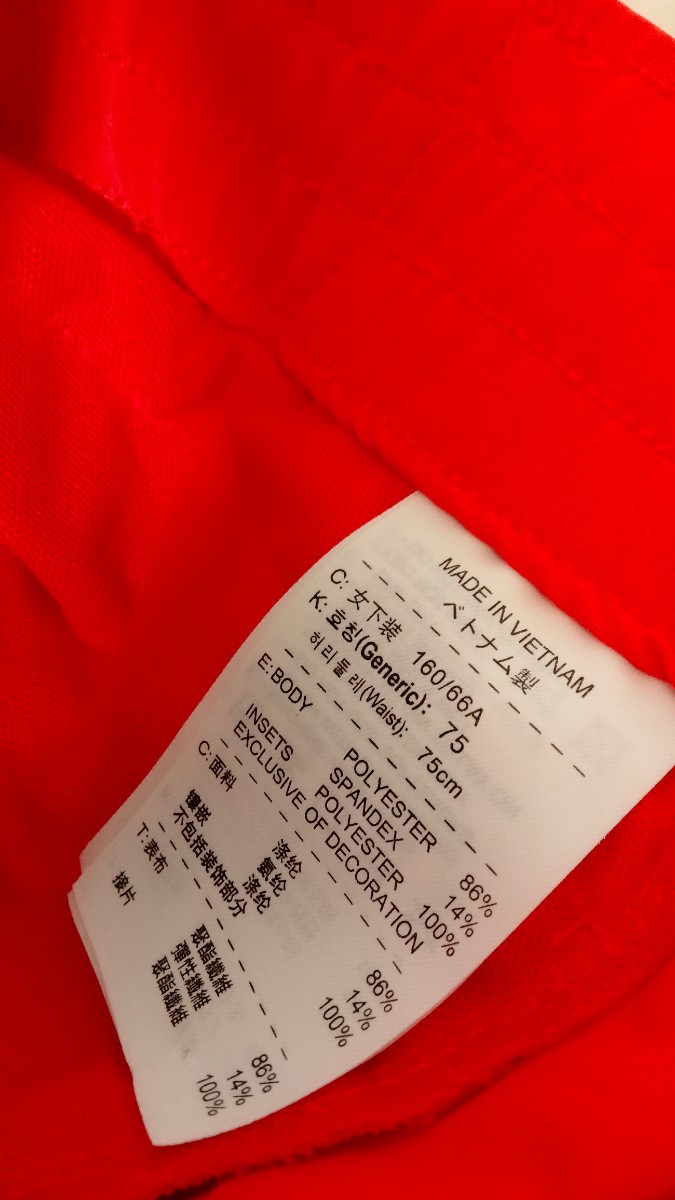 MADE IN VIETNAM
ベトナム製
C: 女下装 160/66A
K: 호칭(Generic): 75
허리둘레(Waist): 75cm
E:BODY POLYESTER 86%
SPANDEX 14%
INSETS POLYESTER 100%
EXCLUSIVE OF DECORATION
C:面料 涤纶 86%
氨纶 14%
镶嵌 涤纶 100%
不包括装饰部分
T:表布 聚酯纖維 86%
彈性纖維 14%
接片 聚酯纖維 100%